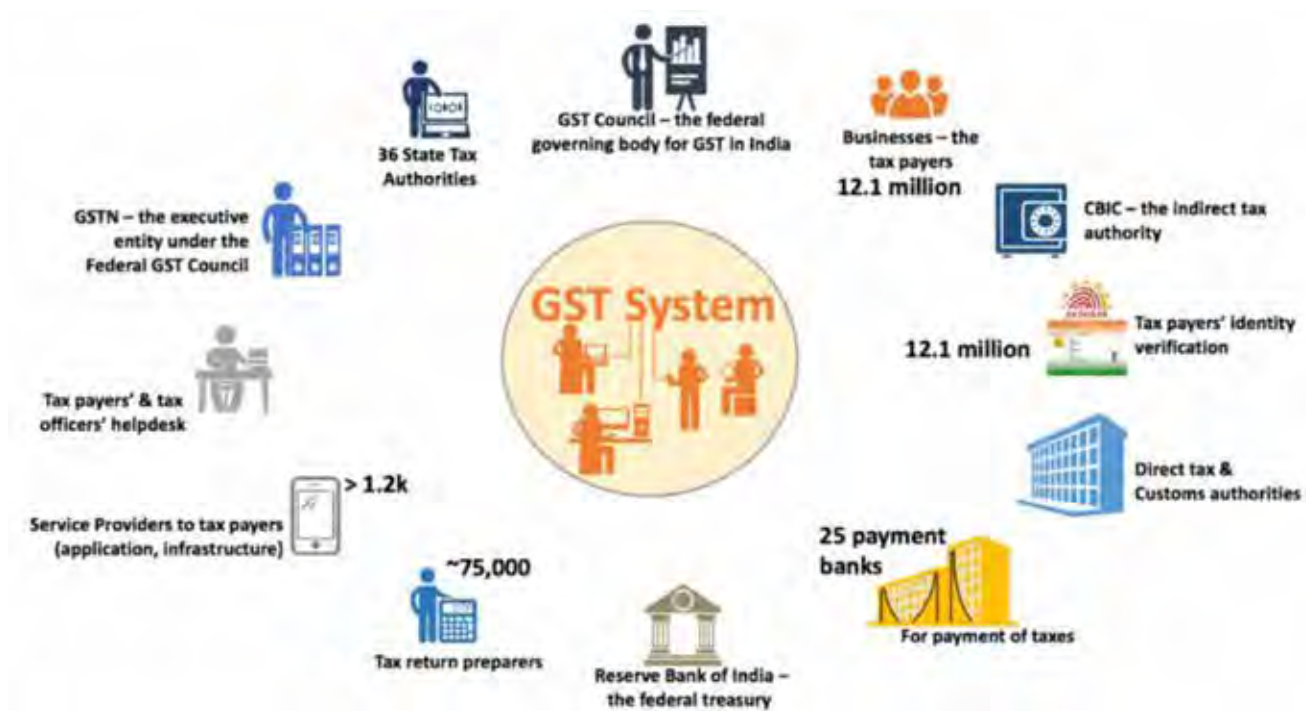 GST Council – the federal
governing body for GST in India
Businesses – the
tax payers
12.1 million
CBIC – the indirect tax
authority
12.1 million
Tax payers' identity
verification
Direct tax &
Customs authorities
25 payment
banks
For payment of taxes
Reserve Bank of India –
the federal treasury
~75,000
Tax return preparers
> 1.2k
Service Providers to tax payers
(application, infrastructure)
Tax payers' & tax
officers' helpdesk
GSTN – the executive
entity under the
Federal GST Council
36 State Tax
Authorities
GST System